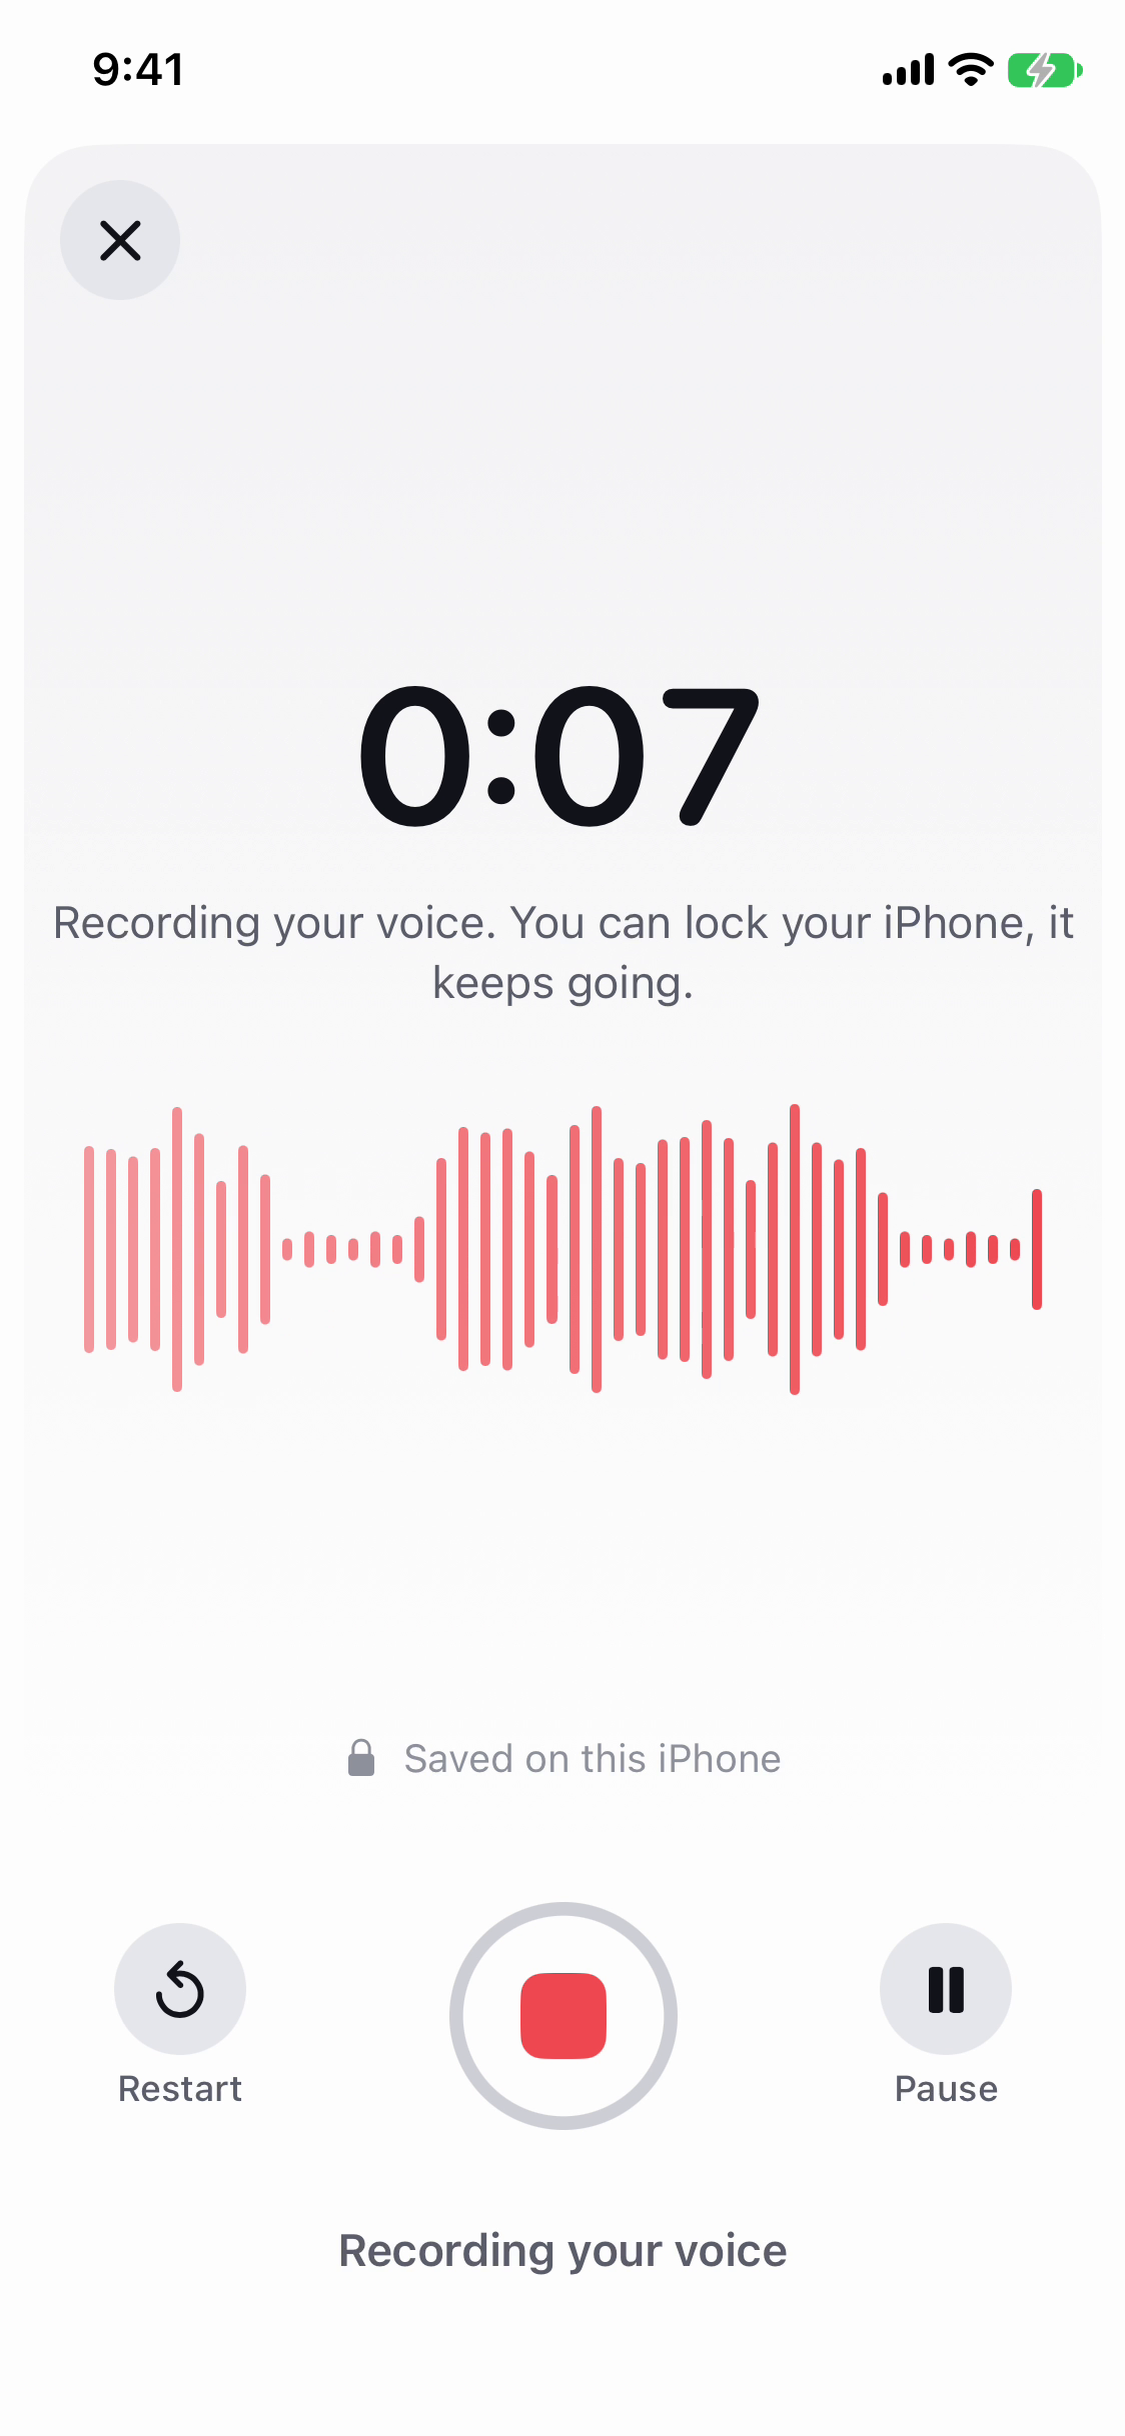 9:41
0:07
Recording your voice. You can lock your iPhone, it
keeps going.
Saved on this iPhone
Restart
Pause
Recording your voice